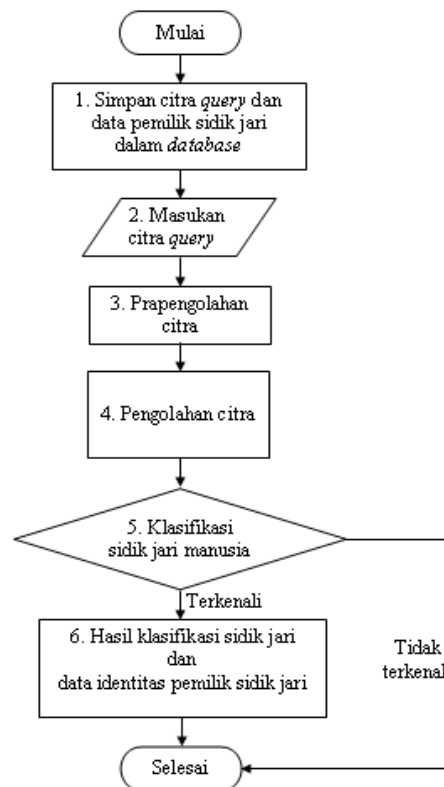 Mulai
1. Simpan citra query dan
data pemilik sidik jari
dalam database
2. Masukan
citra query
3. Prapengolahan
citra
4. Pengolahan citra
5. Klasifikasi
sidik jari manusia
Terkenali
6. Hasil klasifikasi sidik jari
dan
data identitas pemilik sidik jari
Tidak
terkenal
Selesai